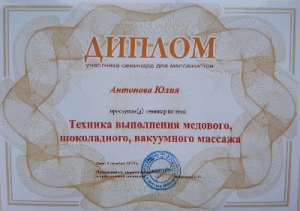 ДИПЛОМ
участника семинара для массажистов
Антонова Юлия
прослушал(а) семинар по теме
Техника выполнения медового,
шоколадного, вакуумного массажа